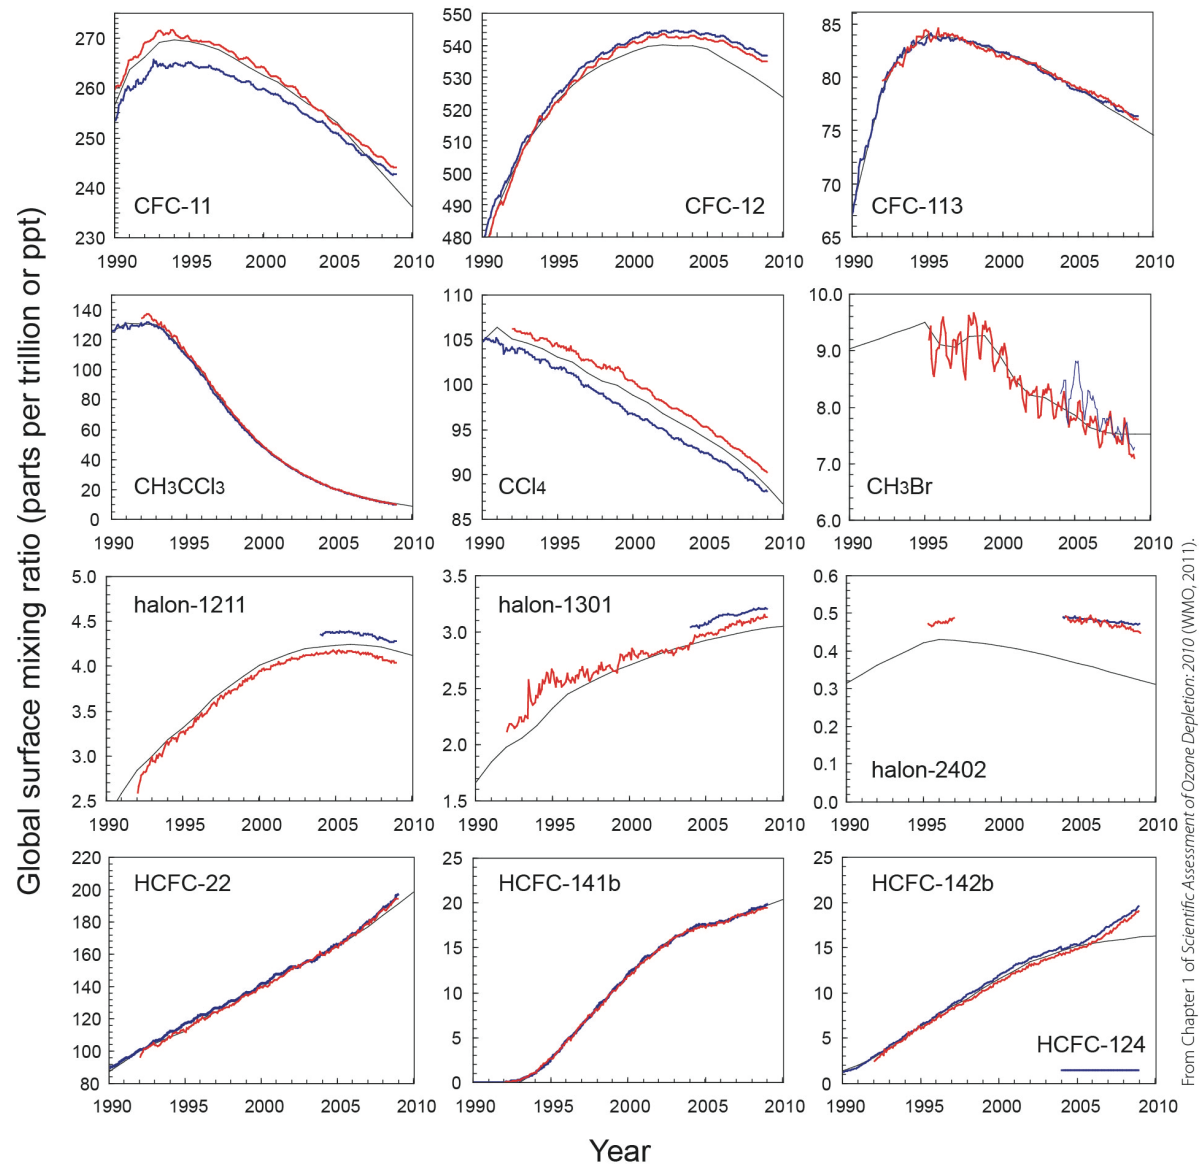 Global surface mixing ratio (parts per trillion or ppt)
270
260
250
240
230
CFC-11
1990 1995 2000 2005 2010
550
540
530
520
510
500
490
480
CFC-12
1990 1995 2000 2005 2010
85
80
75
70
65
CFC-113
1990 1995 2000 2005 2010
140
120
100
80
60
40
20
0
CH3CCl3
1990 1995 2000 2005 2010
110
105
100
95
90
85
CCl4
1990 1995 2000 2005 2010
10.0
9.0
8.0
7.0
6.0
CH3Br
1990 1995 2000 2005 2010
5.0
4.5
4.0
3.5
3.0
2.5
halon-1211
1990 1995 2000 2005 2010
3.5
3.0
2.5
2.0
1.5
halon-1301
1990 1995 2000 2005 2010
0.6
0.5
0.4
0.3
0.2
0.1
0.0
halon-2402
1990 1995 2000 2005 2010
220
200
180
160
140
120
100
80
HCFC-22
1990 1995 2000 2005 2010
25
20
15
10
5
0
HCFC-141b
1990 1995 2000 2005 2010
25
20
15
10
5
0
HCFC-142b
HCFC-124
1990 1995 2000 2005 2010
Year
From Chapter 1 of Scientific Assessment of Ozone Depletion: 2010 (WMO, 2011).